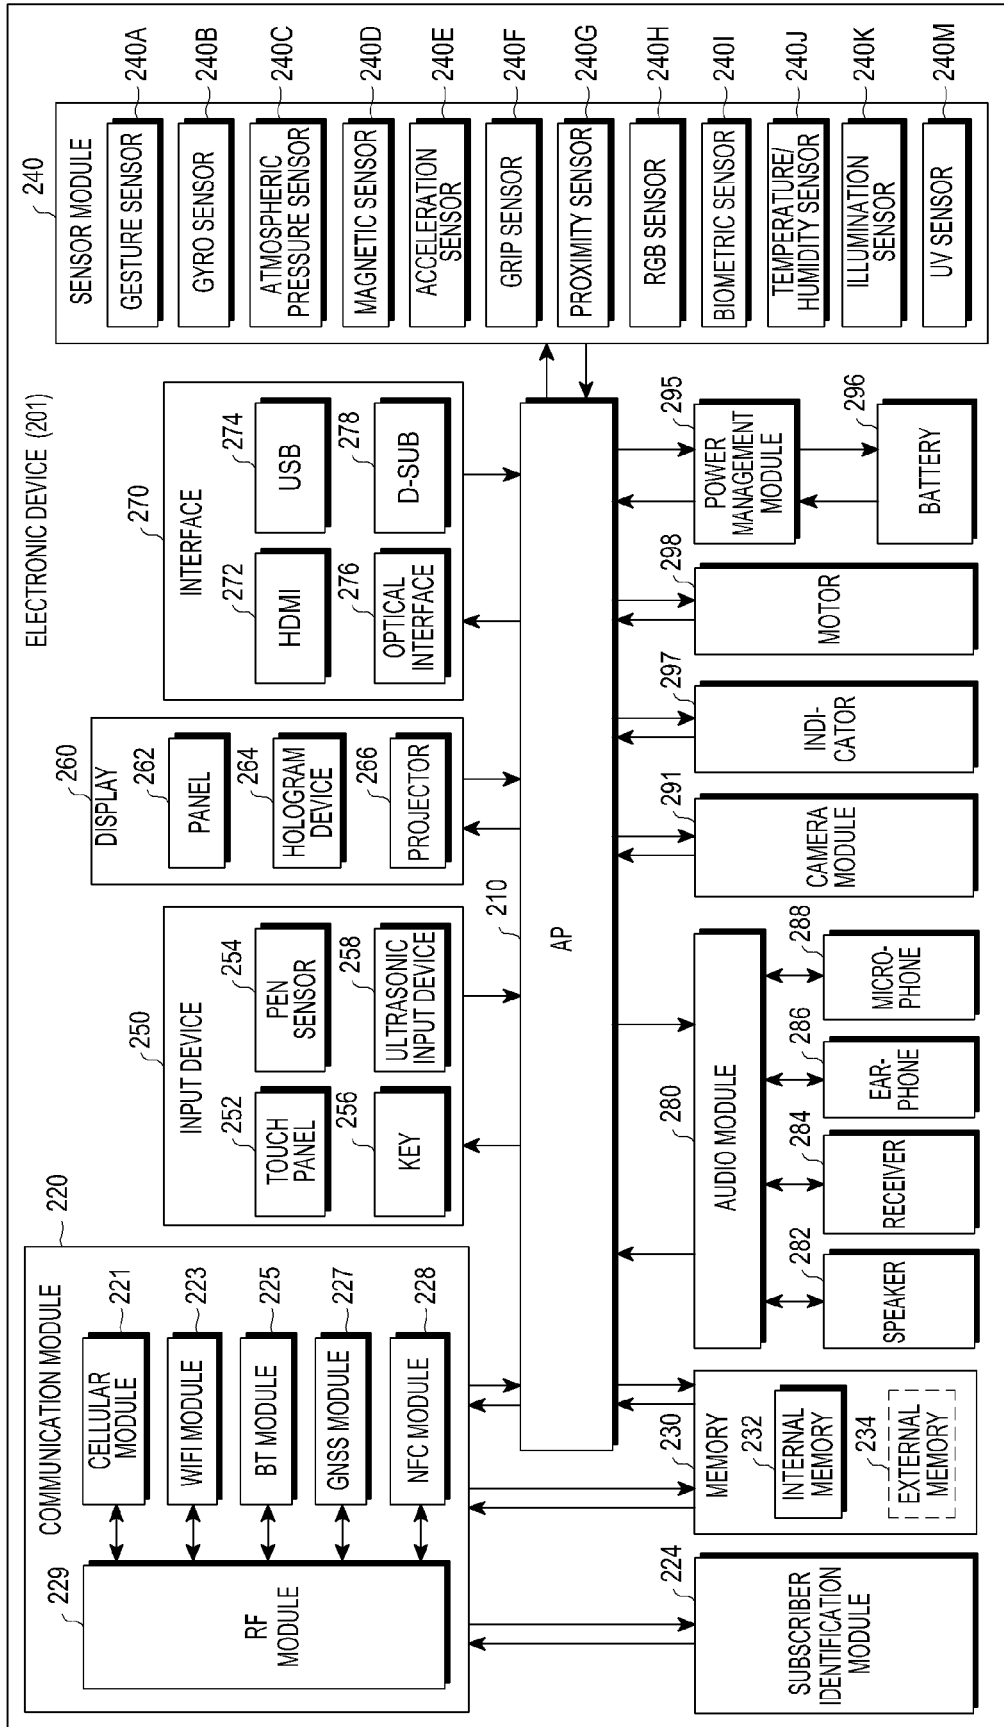 ELECTRONIC DEVICE (201)
220
COMMUNICATION MODULE
229
RF
MODULE
CELLULAR
MODULE
221
WIFI MODULE
223
BT MODULE
225
GNSS MODULE
227
NFC MODULE
228
250
INPUT DEVICE
252
TOUCH
PANEL
254
PEN
SENSOR
256
KEY
258
ULTRASONIC
INPUT DEVICE
260
DISPLAY
262
PANEL
264
HOLOGRAM
DEVICE
266
PROJECTOR
270
INTERFACE
272
HDMI
274
USB
276
OPTICAL
INTERFACE
278
D-SUB
240
SENSOR MODULE
GESTURE SENSOR
240A
GYRO SENSOR
240B
ATMOSPHERIC
PRESSURE SENSOR
240C
MAGNETIC SENSOR
240D
ACCELERATION
SENSOR
240E
GRIP SENSOR
240F
PROXIMITY SENSOR
240G
RGB SENSOR
240H
BIOMETRIC SENSOR
240I
TEMPERATURE/
HUMIDITY SENSOR
240J
ILLUMINATION
SENSOR
240K
UV SENSOR
240M
210
AP
224
SUBSCRIBER
IDENTIFICATION
MODULE
230
MEMORY
232
INTERNAL
MEMORY
234
EXTERNAL
MEMORY
280
AUDIO MODULE
282
SPEAKER
284
RECEIVER
286
EAR-
PHONE
288
MICRO-
PHONE
291
CAMERA
MODULE
297
INDI-
CATOR
298
MOTOR
295
POWER
MANAGEMENT
MODULE
296
BATTERY